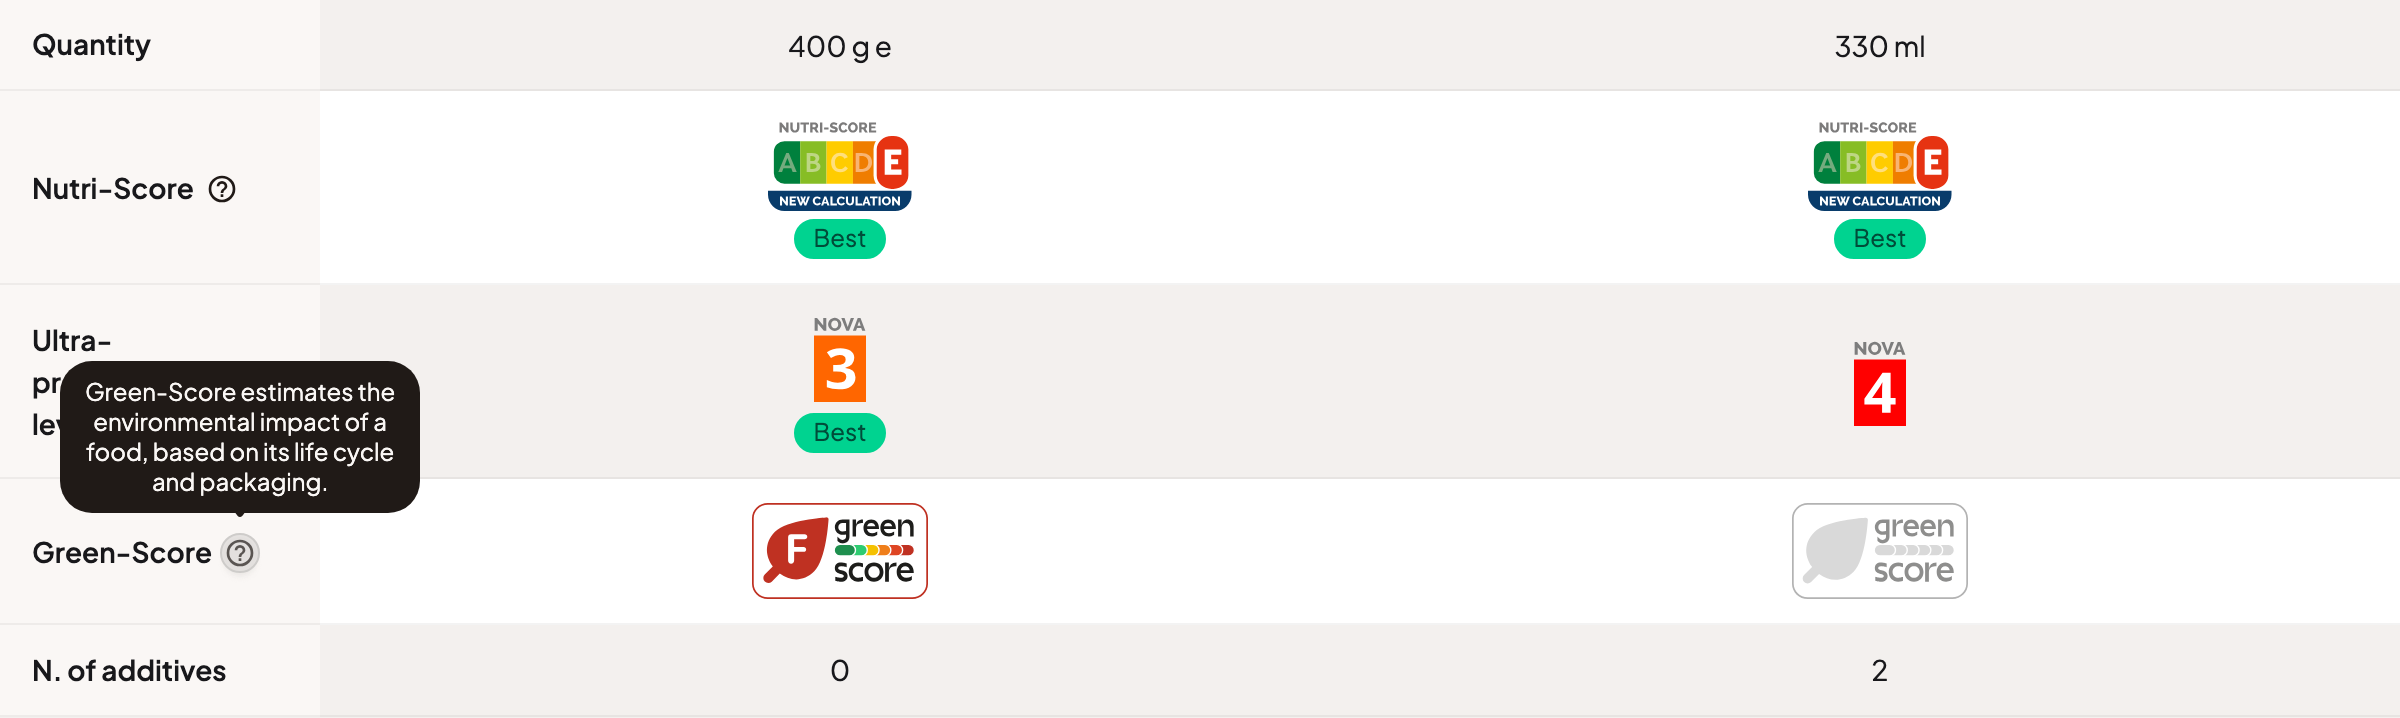 Quantity
400 g e
330 ml
Nutri-Score
NUTRI-SCORE
A B C D E
NEW CALCULATION
Best
NUTRI-SCORE
A B C D E
NEW CALCULATION
Best
Ultra-
NOVA
3
Best
NOVA
4
Green-Score estimates the
environmental impact of a
food, based on its life cycle
and packaging.
Green-Score
F
green
score
green
score
N. of additives
0
2